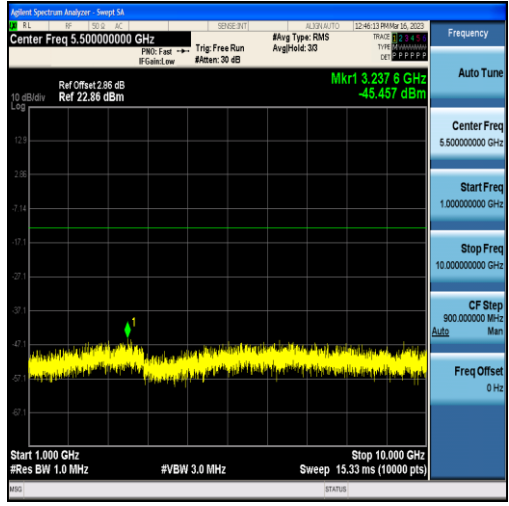 Agilent Spectrum Analyzer - Swept SA
RL RF 50 Ω AC SENSE:INT ALIGN AUTO 12:46:13 PM Mar 16, 2023
Center Freq 5.500000000 GHz
PNO: Fast
IFGain:Low
Trig: Free Run
#Atten: 30 dB
#Avg Type: RMS
Avg|Hold: 3/3
TRACE 1 2 3 4 5 6
TYPE M
DET P P P P P P
Frequency
Ref Offset 2.86 dB
Ref 22.86 dBm
10 dB/div
Log
Mkr1 3.237 6 GHz
-45.457 dBm
12.9
2.86
-7.14
-17.1
-27.1
-37.1
-47.1
-57.1
-67.1
1
Start 1.000 GHz
#Res BW 1.0 MHz
#VBW 3.0 MHz
Stop 10.000 GHz
Sweep 15.33 ms (10000 pts)
Auto Tune
Center Freq
5.500000000 GHz
Start Freq
1.000000000 GHz
Stop Freq
10.000000000 GHz
CF Step
900.000000 MHz
Auto Man
Freq Offset
0 Hz
MSG STATUS